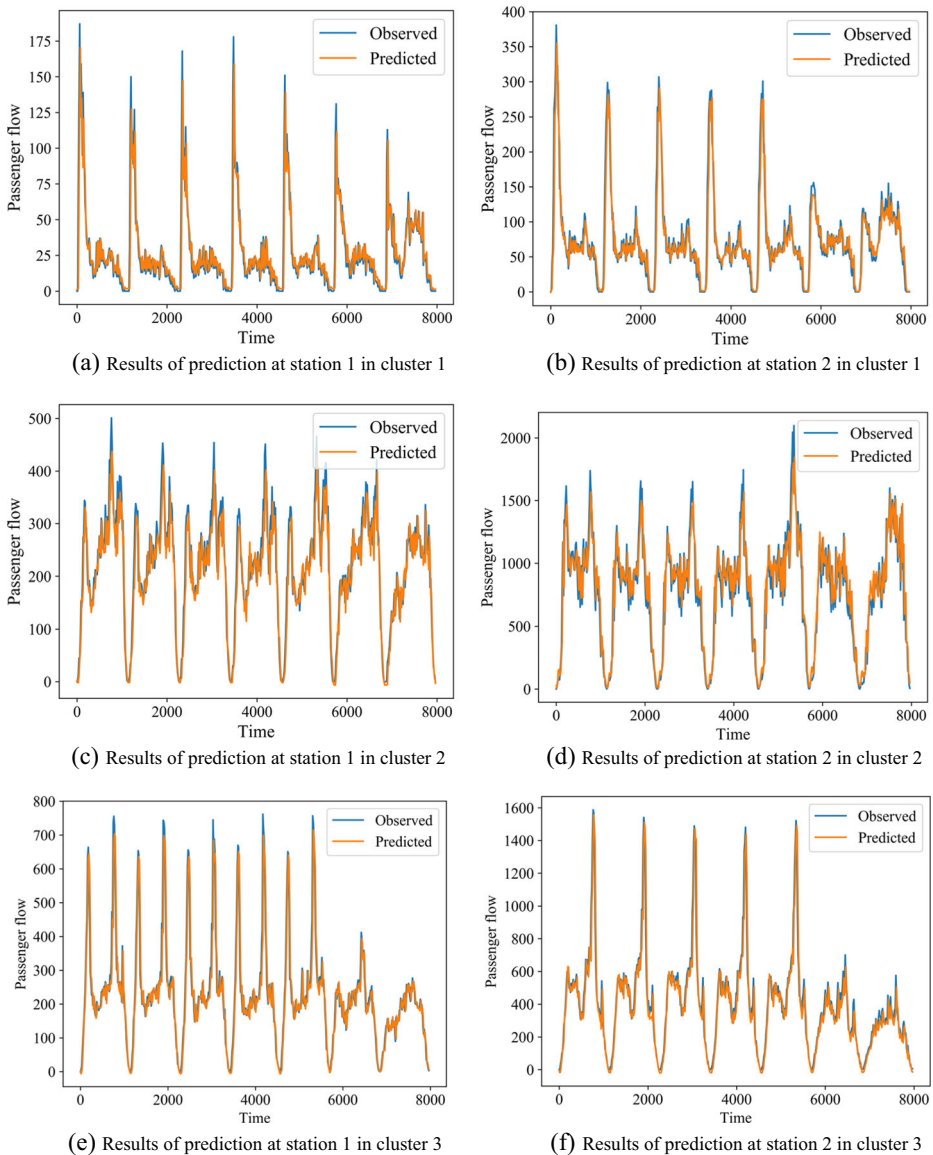 Observed
Predicted
Passenger flow
175
150
125
100
75
50
25
0
0 2000 4000 6000 8000
Time
(a) Results of prediction at station 1 in cluster 1
Observed
Predicted
Passenger flow
400
350
300
250
200
150
100
50
0
0 2000 4000 6000 8000
Time
(b) Results of prediction at station 2 in cluster 1
Observed
Predicted
Passenger flow
500
400
300
200
100
0
0 2000 4000 6000 8000
Time
(c) Results of prediction at station 1 in cluster 2
Observed
Predicted
Passenger flow
2000
1500
1000
500
0
0 2000 4000 6000 8000
Time
(d) Results of prediction at station 2 in cluster 2
Observed
Predicted
Passenger flow
800
700
600
500
400
300
200
100
0
0 2000 4000 6000 8000
Time
(e) Results of prediction at station 1 in cluster 3
Observed
Predicted
Passenger flow
1600
1400
1200
1000
800
600
400
200
0
0 2000 4000 6000 8000
Time
(f) Results of prediction at station 2 in cluster 3